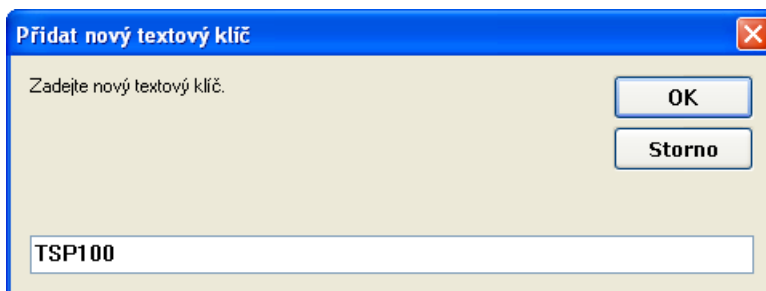 Přidat nový textový klíč
Zadejte nový textový klíč.
OK
Storno
TSP100